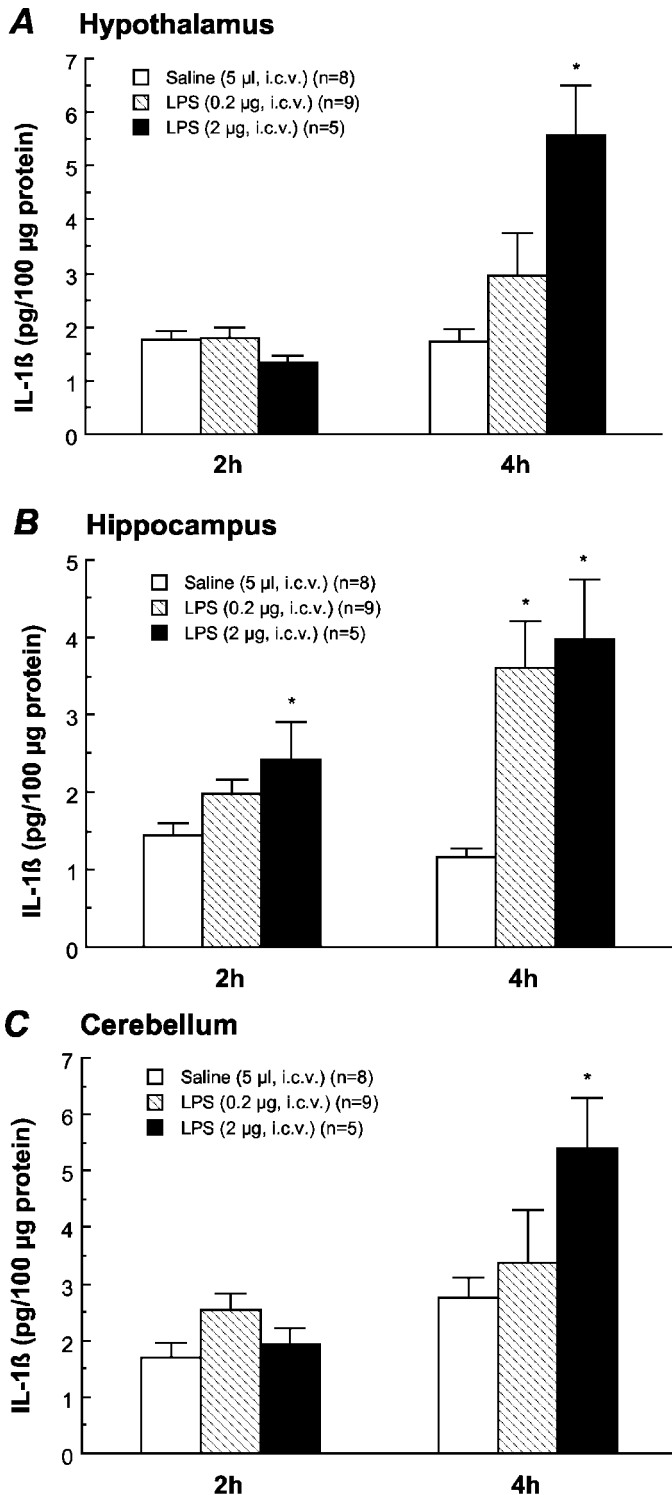 A Hypothalamus
7
6
5
4
3
2
1
0
IL-1ß (pg/100 µg protein)
Saline (5 µl, i.c.v.) (n=8)
LPS (0.2 µg, i.c.v.) (n=9)
LPS (2 µg, i.c.v.) (n=5)
*
2h 4h
B Hippocampus
5
4
3
2
1
0
IL-1ß (pg/100 µg protein)
Saline (5 µl, i.c.v.) (n=8)
LPS (0.2 µg, i.c.v.) (n=9)
LPS (2 µg, i.c.v.) (n=5)
* * *
2h 4h
C Cerebellum
7
6
5
4
3
2
1
0
IL-1ß (pg/100 µg protein)
Saline (5 µl, i.c.v.) (n=8)
LPS (0.2 µg, i.c.v.) (n=9)
LPS (2 µg, i.c.v.) (n=5)
*
2h 4h